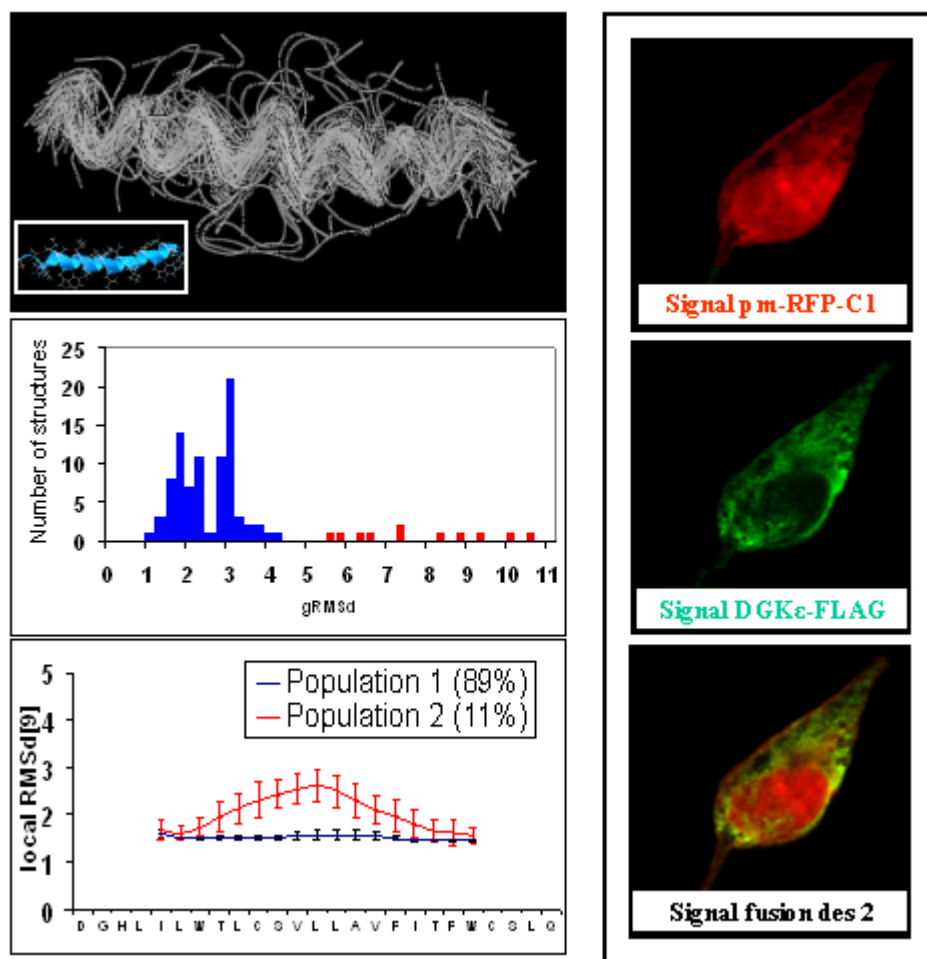 Number of structures
25
20
15
10
5
0
0 1 2 3 4 5 6 7 8 9 10 11
gRMSd
local RMSd[9]
5
4
3
2
1
0
Population 1 (89%)
Population 2 (11%)
D G H L I L W T L C S V L L A V F I T F W C S L Q
Signal pm-RFP-C1
Signal DGKε-FLAG
Signal fusion des 2